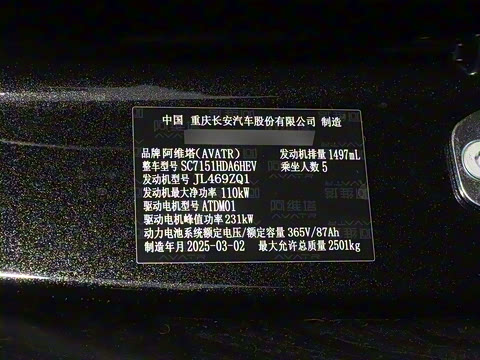 中国 重庆长安汽车股份有限公司 制造
品牌 阿维塔(AVATR) 发动机排量 1497mL
整车型号 SC7151HDA6HEV 乘坐人数 5
发动机型号 JL469ZQ1
发动机最大净功率 110kW
驱动电机型号 ATDM01
驱动电机峰值功率 231kW
动力电池系统额定电压/额定容量 365V/87Ah
制造年月 2025-03-02 最大允许总质量 2501kg
AVATR